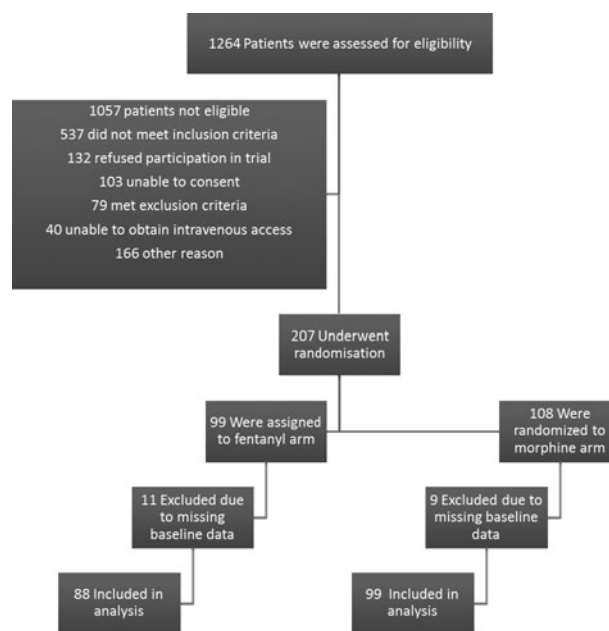 1264 Patients were assessed for eligibility
1057 patients not eligible
537 did not meet inclusion criteria
132 refused participation in trial
103 unable to consent
79 met exclusion criteria
40 unable to obtain intravenous access
166 other reason
207 Underwent
randomisation
99 Were assigned
to fentanyl arm
108 Were
randomized to
morphine arm
11 Excluded due
to missing
baseline data
9 Excluded due to
missing baseline
data
88 Included in
analysis
99 Included in
analysis